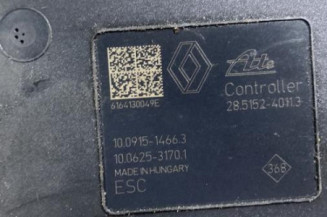 Ate
Controller
28.5152-4011.3
6164130049E
10.0915-1466.3
10.0625-3170.1
MADE IN HUNGARY
ESC
368